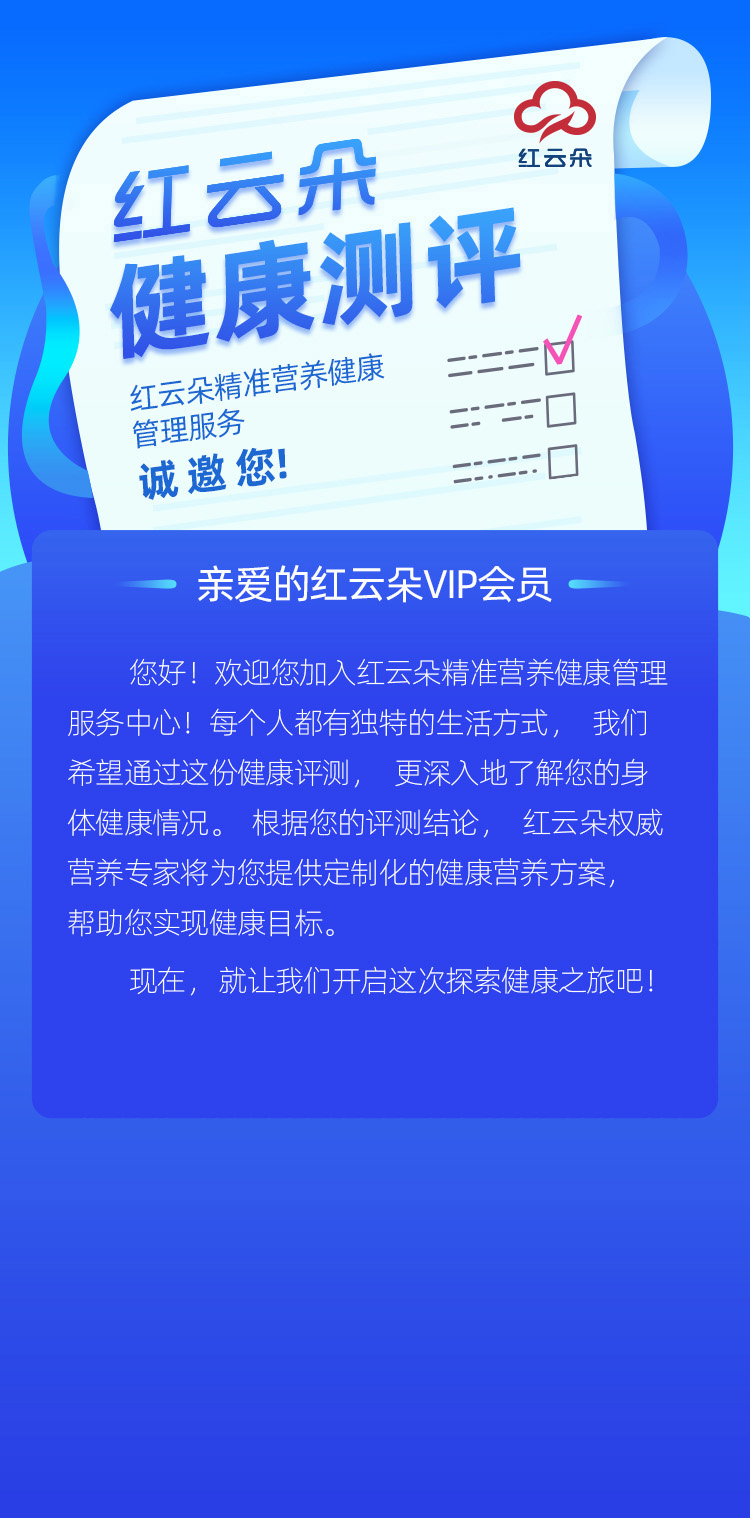 红云朵
红云朵
健康测评
红云朵精准营养健康
管理服务
诚邀您!
亲爱的红云朵VIP会员
您好！欢迎您加入红云朵精准营养健康管理
服务中心！每个人都有独特的生活方式， 我们
希望通过这份健康评测， 更深入地了解您的身
体健康情况。 根据您的评测结论， 红云朵权威
营养专家将为您提供定制化的健康营养方案，
帮助您实现健康目标。
现在，就让我们开启这次探索健康之旅吧！